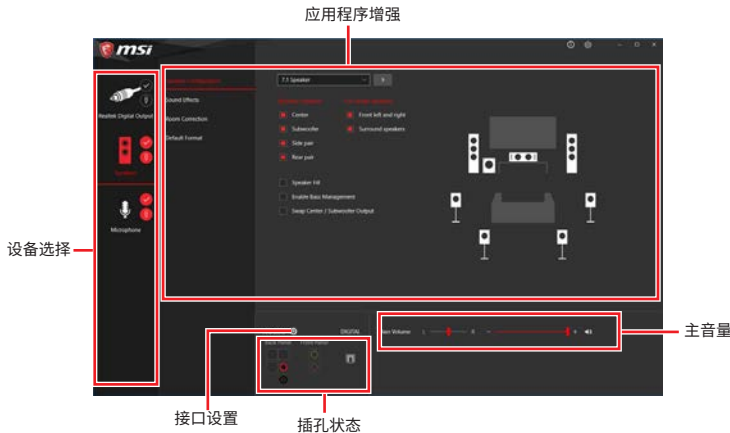 应用程序增强
msi
7.1 Speaker
Realtek Digital Output
Sound Effects
Room Correction
Default Format
Center
Front left and right
Subwoofer
Surround speakers
Side pair
Rear pair
Speaker Fill
Enable Bass Management
Swap Center / Subwoofer Output
Speakers
Microphone
设备选择
DIGITAL
Main Volume
L
R
-
+
主音量
Back Panel
Front Panel
接口设置
插孔状态